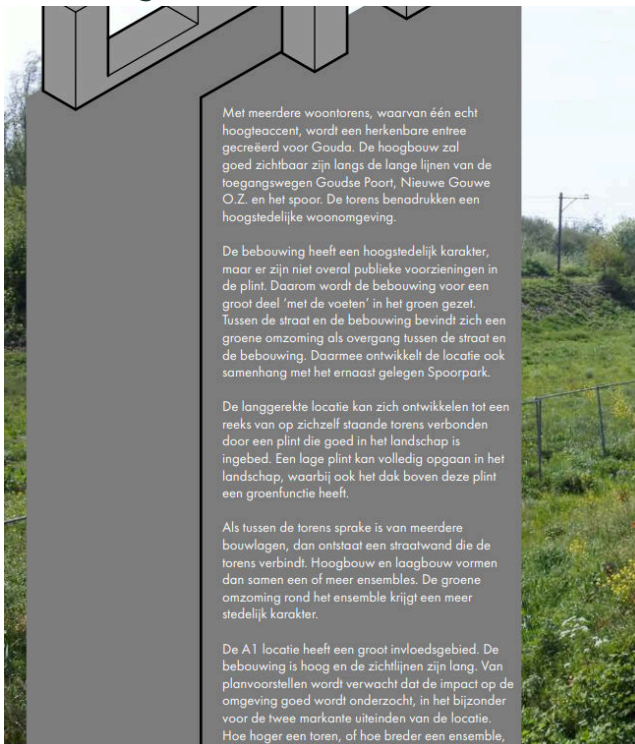 Met meerdere woontorens, waarvan één echt
hoogteaccent, wordt een herkenbare entree
gecreëerd voor Gouda. De hoogbouw zal
goed zichtbaar zijn langs de lange lijnen van de
toegangswegen Goudse Poort, Nieuwe Gouwe
O.Z. en het spoor. De torens benadrukken een
hoogstedelijke woonomgeving.
De bebouwing heeft een hoogstedelijk karakter,
maar er zijn niet overal publieke voorzieningen in
de plint. Daarom wordt de bebouwing voor een
groot deel ‘met de voeten’ in het groen gezet.
Tussen de straat en de bebouwing bevindt zich een
groene omzoming als overgang tussen de straat en
de bebouwing. Daarmee ontwikkelt de locatie ook
samenhang met het ernaast gelegen Spoorpark.
De langgerekte locatie kan zich ontwikkelen tot een
reeks van op zichzelf staande torens verbonden
door een plint die goed in het landschap is
ingebed. Een lage plint kan volledig opgaan in het
landschap, waarbij ook het dak boven deze plint
een groenfunctie heeft.
Als tussen de torens sprake is van meerdere
bouwlagen, dan ontstaat een straatwand die de
torens verbindt. Hoogbouw en laagbouw vormen
dan samen een of meer ensembles. De groene
omzoming rond het ensemble krijgt een meer
stedelijk karakter.
De A1 locatie heeft een groot invloedsgebied. De
bebouwing is hoog en de zichtlijnen zijn lang. Van
planvoorstellen wordt verwacht dat de impact op de
omgeving goed wordt onderzocht, in het bijzonder
voor de twee markante uiteinden van de locatie.
Hoe hoger een toren, of hoe breder een ensemble,